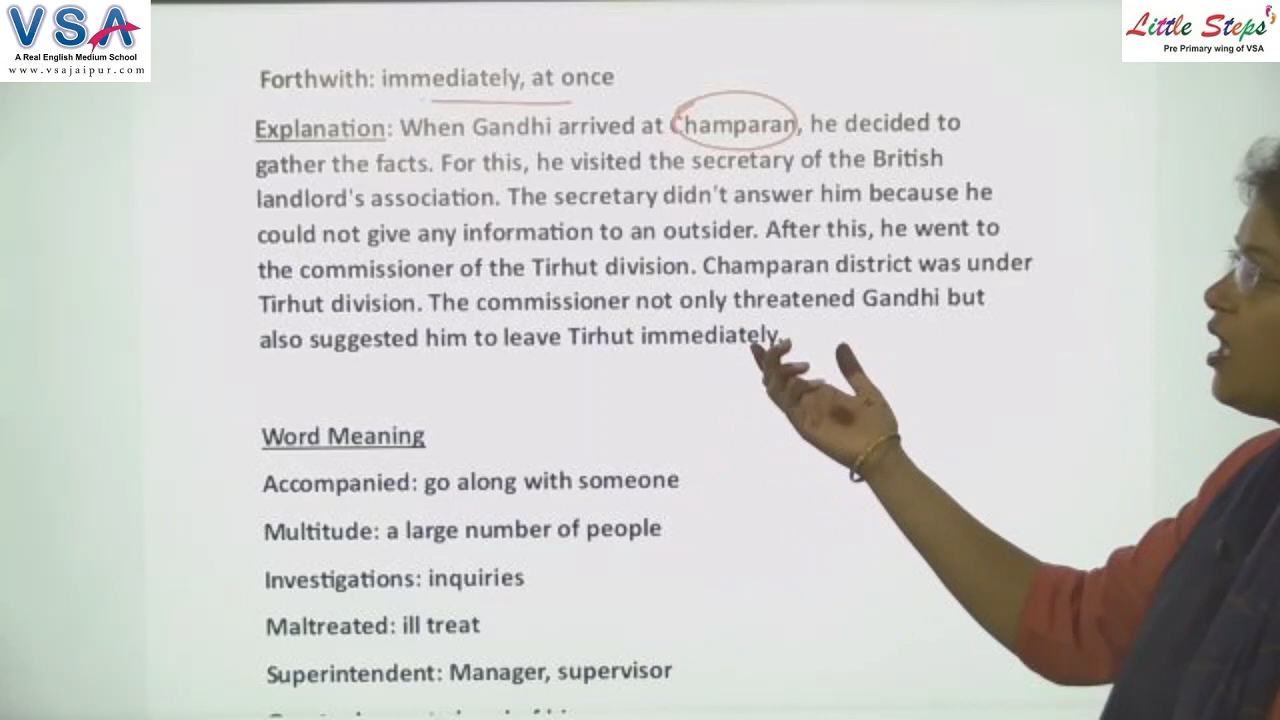 VSA
A Real English Medium School
www.vsajaipur.com
Little Steps
Pre Primary wing of VSA
Forthwith: immediately, at once
Explanation: When Gandhi arrived at Champaran, he decided to
gather the facts. For this, he visited the secretary of the British
landlord's association. The secretary didn't answer him because he
could not give any information to an outsider. After this, he went to
the commissioner of the Tirhut division. Champaran district was under
Tirhut division. The commissioner not only threatened Gandhi but
also suggested him to leave Tirhut immediately.
Word Meaning
Accompanied: go along with someone
Multitude: a large number of people
Investigations: inquiries
Maltreated: ill treat
Superintendent: Manager, supervisor